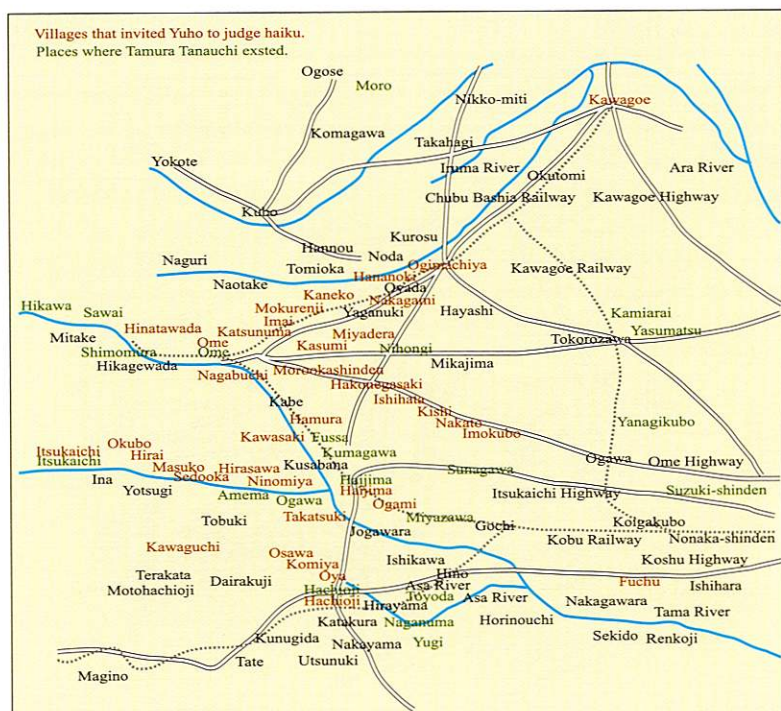 Villages that invited Yuho to judge haiku.
Places where Tamura Tanauchi exsted.
Ogose
Moro
Nikko-miti
Kawagoe
Komagawa
Takahagi
Yokote
Iruma River
Okutomi
Ara River
Chubu Bashia Railway
Kawagoe Highway
Kuho
Kurosu
Hannou
Noda
Naguri
Tomioka
Ogimachiya
Kawagoe Railway
Naotake
Hananoki
Osada
Kaneko
Nakagami
Hikawa
Sawai
Mokurenji
Yaganuki
Hayashi
Kamiarai
Imai
Hinatawada
Katsunuma
Miyadera
Yasumatsu
Mitake
Ome
Kasumi
Tokorozawa
Shimomura
Ome
Nihongi
Hikagewada
Mikajima
Nagabuchi
Morookashinden
Hakonegasaki
Kabe
Ishihata
Hamura
Kishi
Nakato
Yanagikubo
Okubo
Kawasaki
Fussa
Imokubo
Itsukaichi
Hirai
Kumagawa
Itsukaichi
Masuko
Hirasawa
Kusabana
Ogawa
Ome Highway
Ina
Sedooka
Ninomiya
Haijima
Sunagawa
Yotsugi
Amema
Ogawa
Haijima
Itsukaichi Highway
Suzuki-shinden
Ogami
Tobuki
Takatsuki
Miyazawa
Gochi
Koigakubo
Jogawara
Kobu Railway
Nonaka-shinden
Kawaguchi
Osawa
Ishikawa
Koshu Highway
Komiya
Terakata
Dairakuji
Oya
Hino
Fuchu
Motohachioji
Hachioji
Asa River
Ishihara
Hachioji
Hirayama
Toyoda
Asa River
Nakagawara
Katakura
Naganuma
Horinouchi
Tama River
Kunugida
Nakayama
Yugi
Sekido
Renkoji
Tate
Utsunuki
Magino